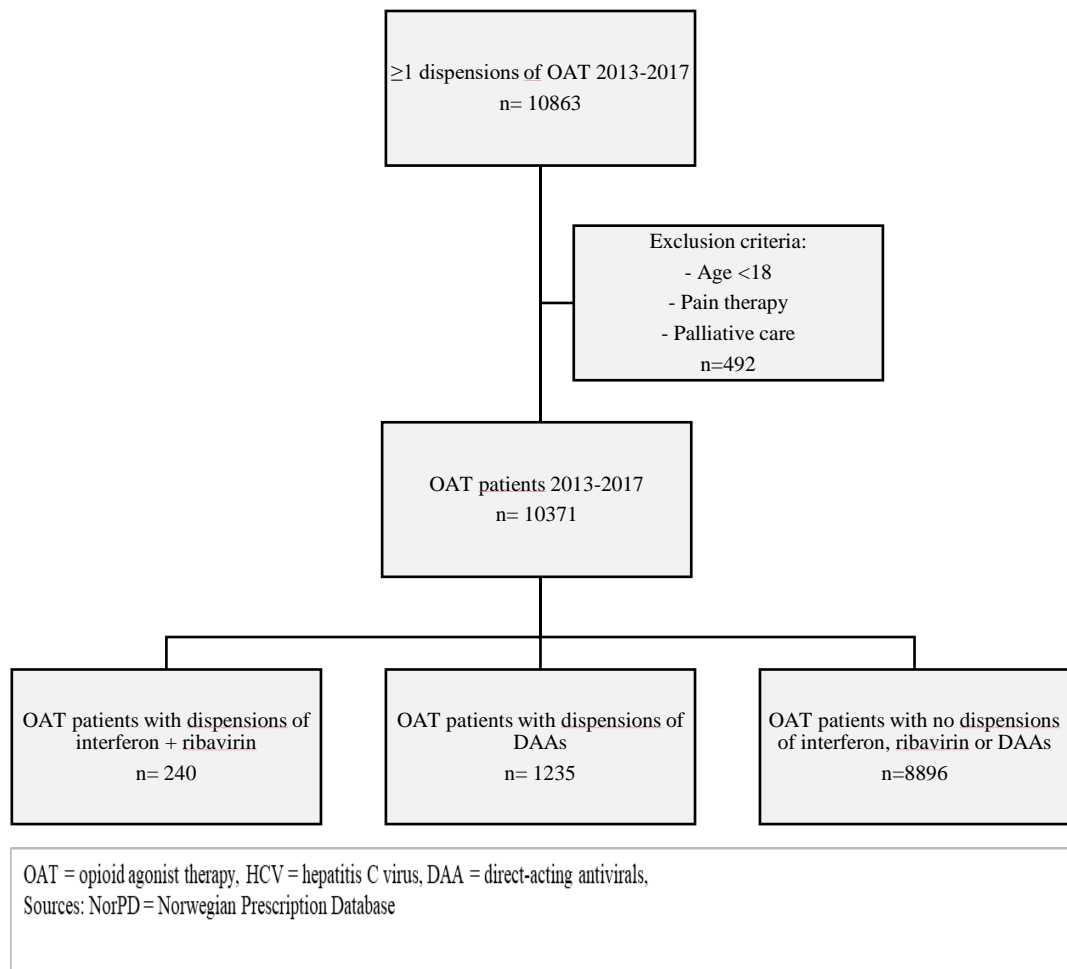 ≥1 dispensions of OAT 2013-2017
n= 10863
Exclusion criteria:
- Age <18
- Pain therapy
- Palliative care
n=492
OAT patients 2013-2017
n= 10371
OAT patients with dispensions of
interferon + ribavirin
n= 240
OAT patients with dispensions of
DAAs
n= 1235
OAT patients with no dispensions
of interferon, ribavirin or DAAs
n=8896
OAT = opioid agonist therapy, HCV = hepatitis C virus, DAA = direct-acting antivirals,
Sources: NorPD = Norwegian Prescription Database